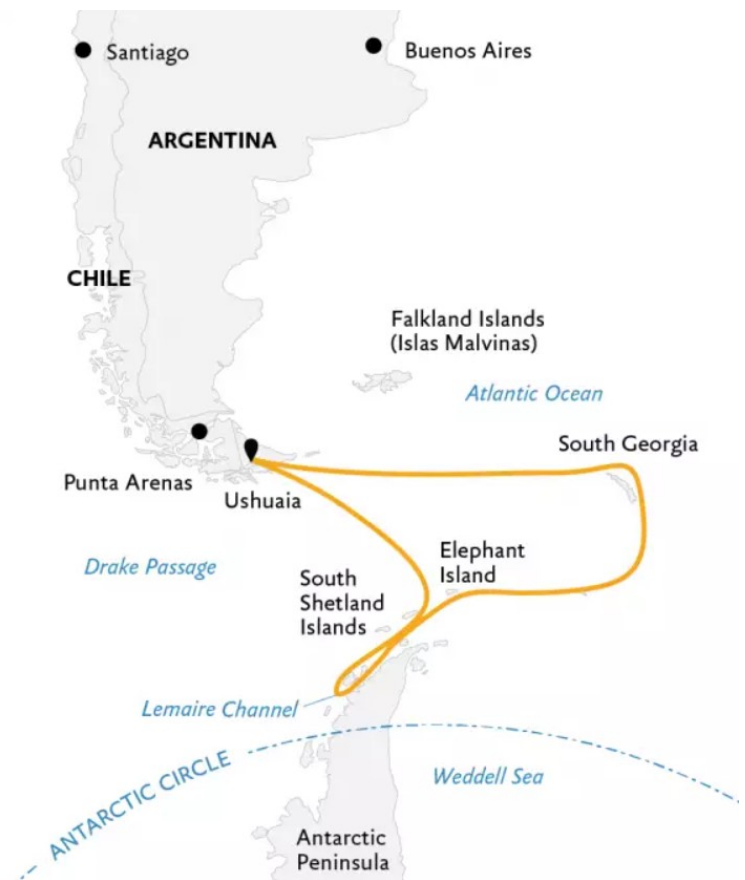 Santiago
Buenos Aires
ARGENTINA
CHILE
Falkland Islands
(Islas Malvinas)
Atlantic Ocean
South Georgia
Punta Arenas
Ushuaia
Drake Passage
Elephant
Island
South
Shetland
Islands
Lemaire Channel
ANTARCTIC CIRCLE
Weddell Sea
Antarctic
Peninsula